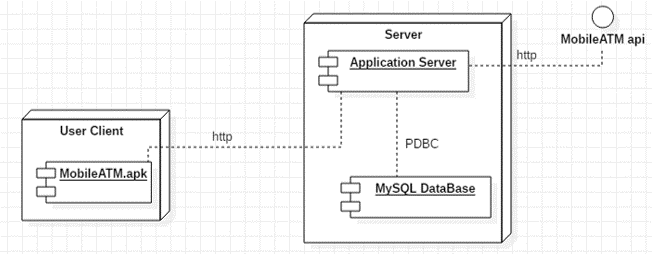 Server
MobileATM api
http
Application Server
User Client
http
PDBC
MobileATM.apk
MySQL DataBase